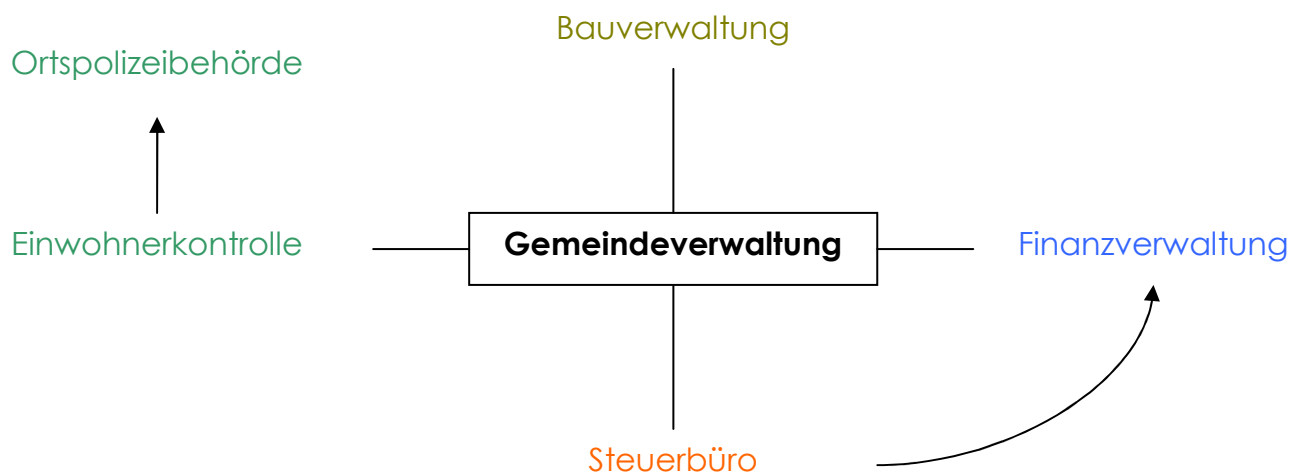 Bauverwaltung
Ortspolizeibehörde
Einwohnerkontrolle
Gemeindeverwaltung
Finanzverwaltung
Steuerbüro